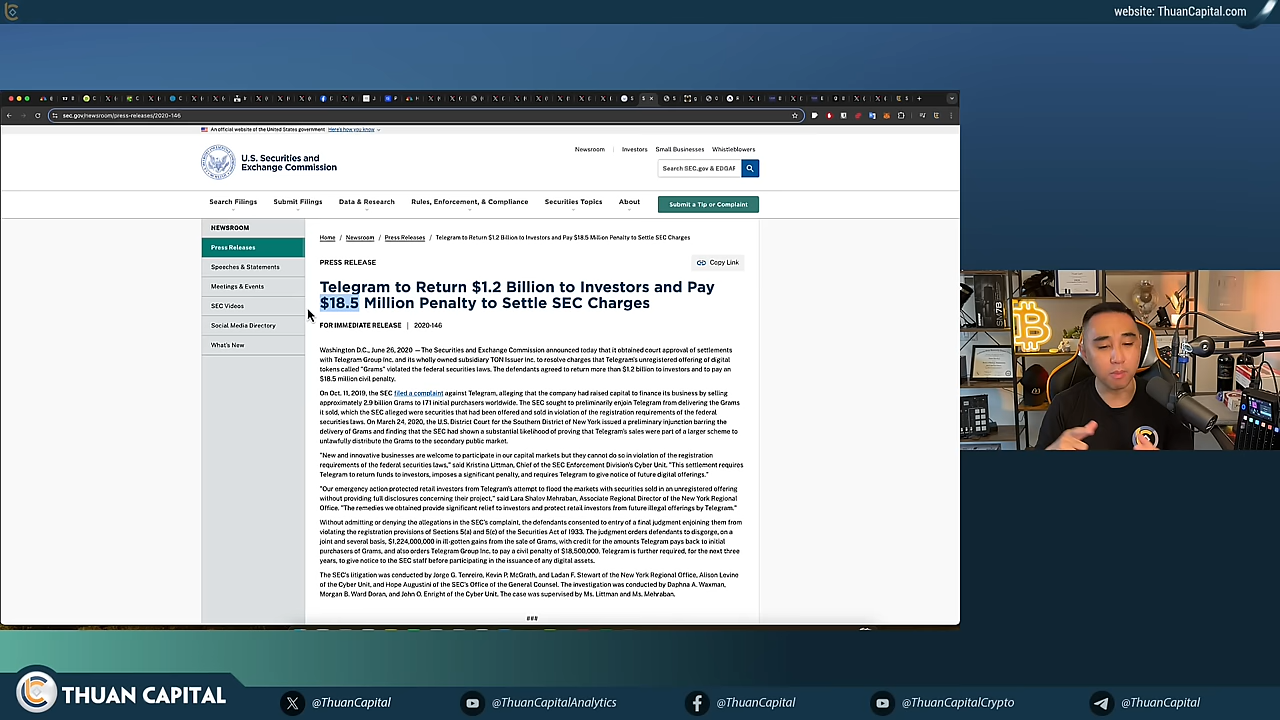 website: ThuanCapital.com
sec.gov/newsroom/press-releases/2020-146
An official website of the United States government Here's how you know
Newsroom Investors Small Businesses Whistleblowers
U.S. Securities and
Exchange Commission
Search SEC.gov & EDGAR
Search Filings Submit Filings Data & Research Rules, Enforcement, & Compliance Securities Topics About Submit a Tip or Complaint
NEWSROOM
Press Releases
Speeches & Statements
Meetings & Events
SEC Videos
Social Media Directory
What's New
Home / Newsroom / Press Releases / Telegram to Return $1.2 Billion to Investors and Pay $18.5 Million Penalty to Settle SEC Charges
PRESS RELEASE
Copy Link
Telegram to Return $1.2 Billion to Investors and Pay
$18.5 Million Penalty to Settle SEC Charges
FOR IMMEDIATE RELEASE | 2020-146
Washington D.C., June 26, 2020 — The Securities and Exchange Commission announced today that it obtained court approval of settlements
with Telegram Group Inc. and its wholly owned subsidiary TON Issuer Inc. to resolve charges that Telegram's unregistered offering of digital
tokens called "Grams" violated the federal securities laws. The defendants agreed to return more than $1.2 billion to investors and to pay an
$18.5 million civil penalty.
On Oct. 11, 2019, the SEC filed a complaint against Telegram, alleging that the company had raised capital to finance its business by selling
approximately 2.9 billion Grams to 171 initial purchasers worldwide. The SEC sought to preliminarily enjoin Telegram from delivering the Grams
it sold, which the SEC alleged were securities that had been offered and sold in violation of the registration requirements of the federal
securities laws. On March 24, 2020, the U.S. District Court for the Southern District of New York issued a preliminary injunction barring the
delivery of Grams and finding that the SEC had shown a substantial likelihood of proving that Telegram's sales were part of a larger scheme to
unlawfully distribute the Grams to the secondary public market.
"New and innovative businesses are welcome to participate in our capital markets but they cannot do so in violation of the registration
requirements of the federal securities laws," said Kristina Littman, Chief of the SEC Enforcement Division's Cyber Unit. "This settlement requires
Telegram to return funds to investors, imposes a significant penalty, and requires Telegram to give notice of future digital offerings."
"Our emergency action protected retail investors from Telegram's attempt to flood the markets with securities sold in an unregistered offering
without providing full disclosures concerning their project," said Lara Shalov Mehraban, Associate Regional Director of the New York Regional
Office. "The remedies we obtained provide significant relief to investors and protect retail investors from future illegal offerings by Telegram."
Without admitting or denying the allegations in the SEC's complaint, the defendants consented to entry of a final judgment enjoining them from
violating the registration provisions of Sections 5(a) and 5(c) of the Securities Act of 1933. The judgment orders defendants to disgorge, on a
joint and several basis, $1,224,000,000 in ill-gotten gains from the sale of Grams, with credit for the amounts Telegram pays back to initial
purchasers of Grams, and also orders Telegram Group Inc. to pay a civil penalty of $18,500,000. Telegram is further required, for the next three
years, to give notice to the SEC staff before participating in the issuance of any digital assets.
The SEC's litigation was conducted by Jorge G. Tenreiro, Kevin P. McGrath, and Ladan F. Stewart of the New York Regional Office, Alison Levine
of the Cyber Unit, and Hope Augustini of the SEC's Office of the General Counsel. The investigation was conducted by Daphna A. Waxman,
Morgan B. Ward Doran, and John O. Enright of the Cyber Unit. The case was supervised by Ms. Littman and Ms. Mehraban.
###
THUAN CAPITAL
@ThuanCapital
@ThuanCapitalAnalytics
@ThuanCapital
@ThuanCapitalCrypto
@ThuanCapital